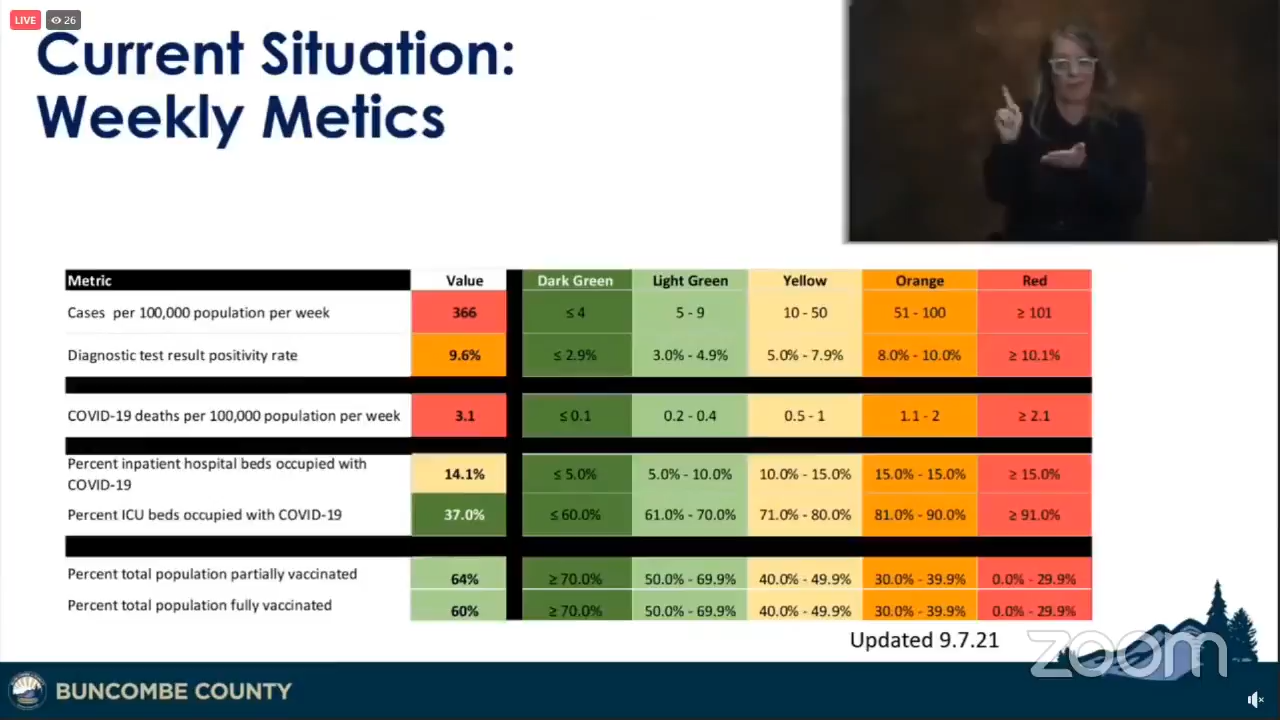 LIVE 26
Current Situation:
Weekly Metics
Metric Value Dark Green Light Green Yellow Orange Red
Cases per 100,000 population per week 366 ≤ 4 5 - 9 10 - 50 51 - 100 ≥ 101
Diagnostic test result positivity rate 9.6% ≤ 2.9% 3.0% - 4.9% 5.0% - 7.9% 8.0% - 10.0% ≥ 10.1%
COVID-19 deaths per 100,000 population per week 3.1 ≤ 0.1 0.2 - 0.4 0.5 - 1 1.1 - 2 ≥ 2.1
Percent inpatient hospital beds occupied with
COVID-19 14.1% ≤ 5.0% 5.0% - 10.0% 10.0% - 15.0% 15.0% - 15.0% ≥ 15.0%
Percent ICU beds occupied with COVID-19 37.0% ≤ 60.0% 61.0% - 70.0% 71.0% - 80.0% 81.0% - 90.0% ≥ 91.0%
Percent total population partially vaccinated 64% ≥ 70.0% 50.0% - 69.9% 40.0% - 49.9% 30.0% - 39.9% 0.0% - 29.9%
Percent total population fully vaccinated 60% ≥ 70.0% 50.0% - 69.9% 40.0% - 49.9% 30.0% - 39.9% 0.0% - 29.9%
Updated 9.7.21
zoom
BUNCOMBE COUNTY